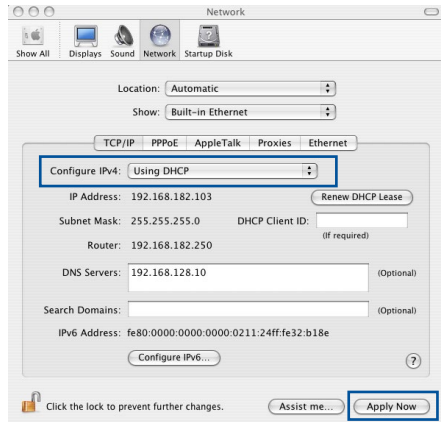 Network
Show All Displays Sound Network Startup Disk
Location: Automatic
Show: Built-in Ethernet
TCP/IP PPPoE AppleTalk Proxies Ethernet
Configure IPv4: Using DHCP
IP Address: 192.168.182.103 Renew DHCP Lease
Subnet Mask: 255.255.255.0 DHCP Client ID:
(If required)
Router: 192.168.182.250
DNS Servers: 192.168.128.10 (Optional)
Search Domains: (Optional)
IPv6 Address: fe80:0000:0000:0000:0211:24ff:fe32:b18e
Configure IPv6... ?
Click the lock to prevent further changes. Assist me... Apply Now